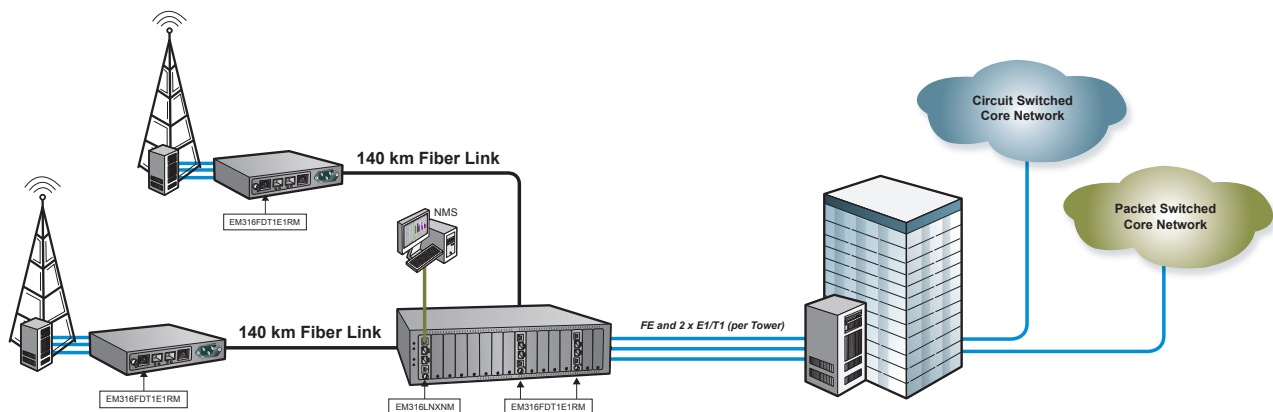 Circuit Switched
Core Network
140 km Fiber Link
EM316FDT1E1RM
NMS
Packet Switched
Core Network
140 km Fiber Link
FE and 2 x E1/T1 (per Tower)
EM316FDT1E1RM
EM316LNXNM
EM316FDT1E1RM